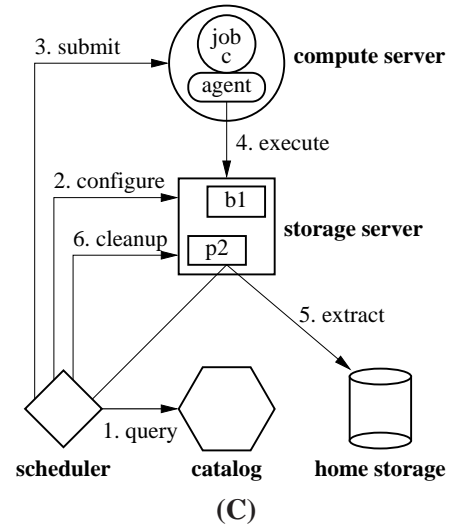 3. submit
job
c
agent
compute server
4. execute
2. configure
b1
storage server
6. cleanup
p2
5. extract
1. query
scheduler
catalog
home storage
(C)